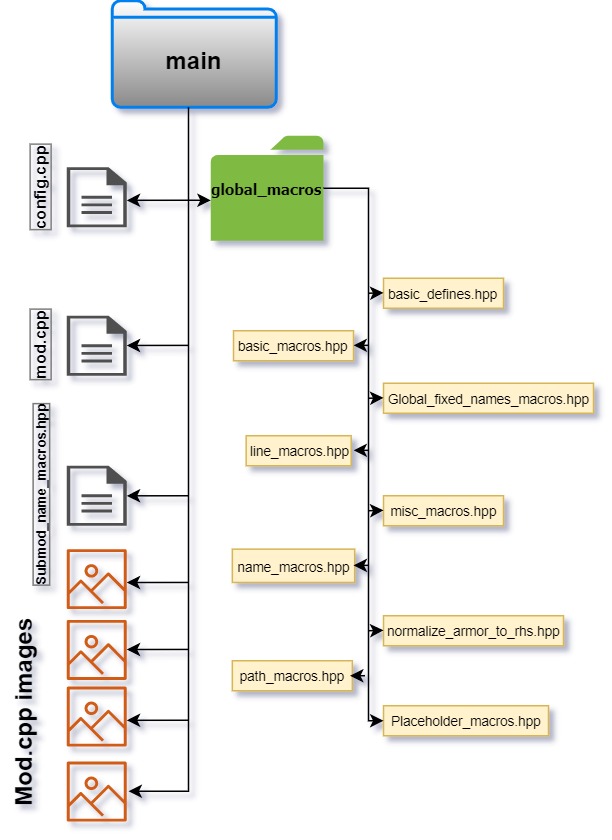 main
config.cpp
global_macros
mod.cpp
submod_name_macros.hpp
Mod.cpp images
basic_defines.hpp
basic_macros.hpp
Global_fixed_names_macros.hpp
line_macros.hpp
misc_macros.hpp
name_macros.hpp
normalize_armor_to_rhs.hpp
path_macros.hpp
Placeholder_macros.hpp